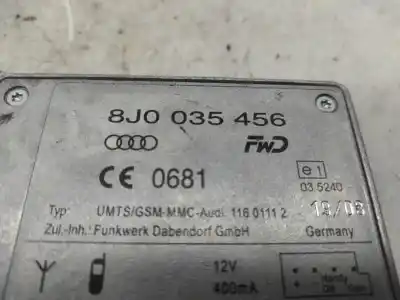 8J0 035 456
FWD
CE 0681
e1
03 5240
Typ: UMTS/GSM-MMC-Audi 116 0111 2
Zul.-Inh.: Funkwerk Dabendorf GmbH
Germany
12V
400mA
Handy